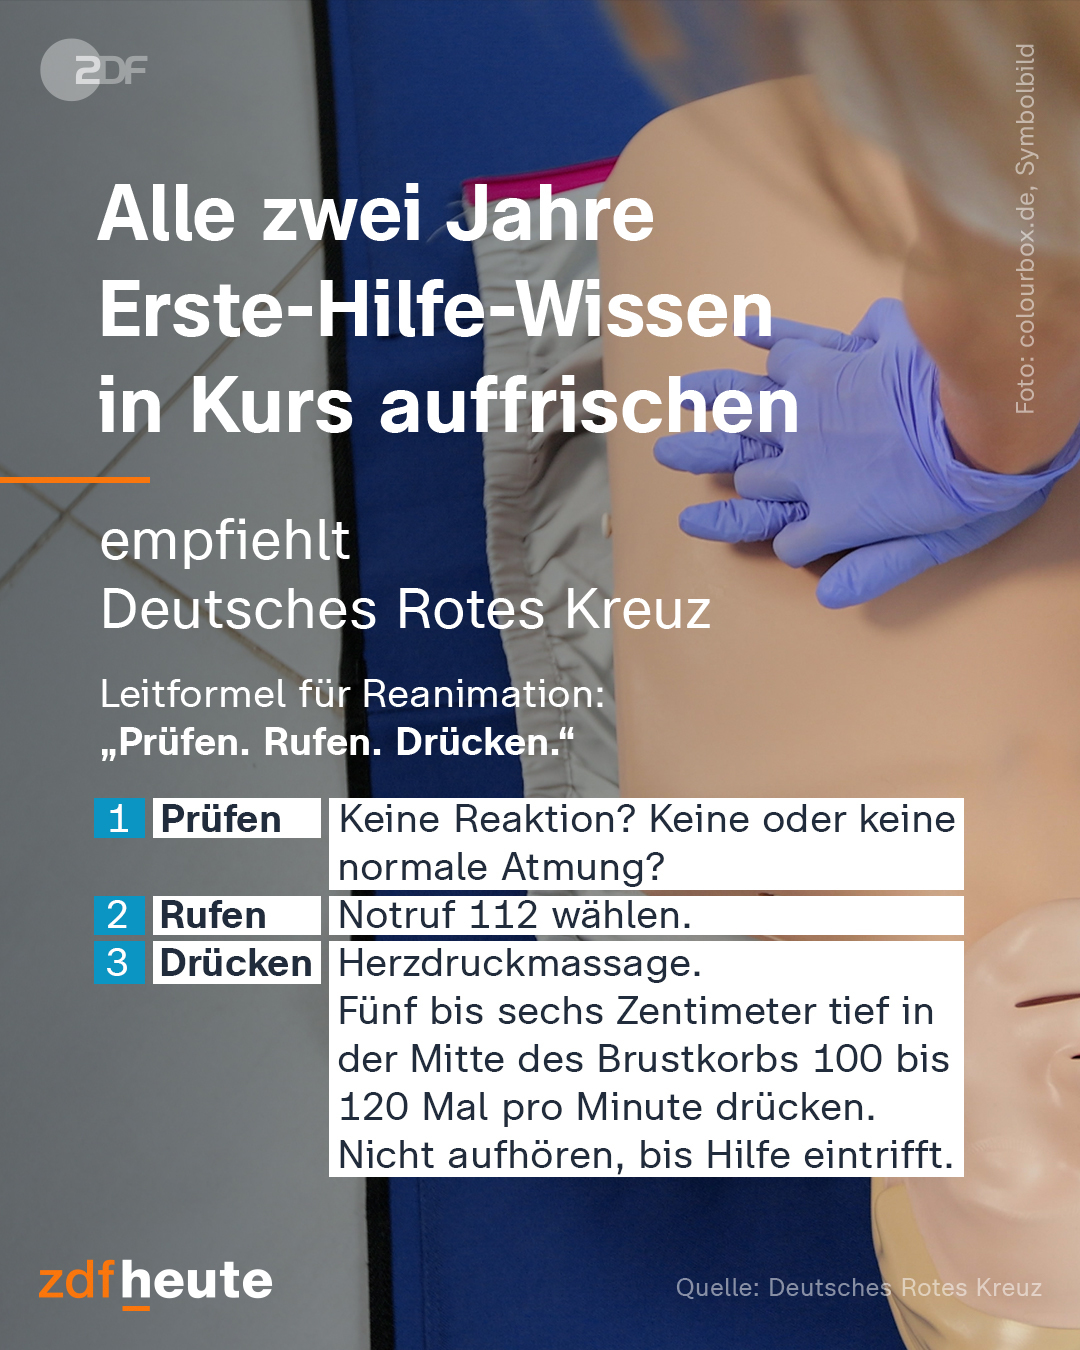 ZDF
Foto: colourbox.de, Symbolbild
Alle zwei Jahre
Erste-Hilfe-Wissen
in Kurs auffrischen
empfiehlt
Deutsches Rotes Kreuz
Leitformel für Reanimation:
„Prüfen. Rufen. Drücken.“
1 Prüfen Keine Reaktion? Keine oder keine
normale Atmung?
2 Rufen Notruf 112 wählen.
3 Drücken Herzdruckmassage.
Fünf bis sechs Zentimeter tief in
der Mitte des Brustkorbs 100 bis
120 Mal pro Minute drücken.
Nicht aufhören, bis Hilfe eintrifft.
zdfheute
Quelle: Deutsches Rotes Kreuz